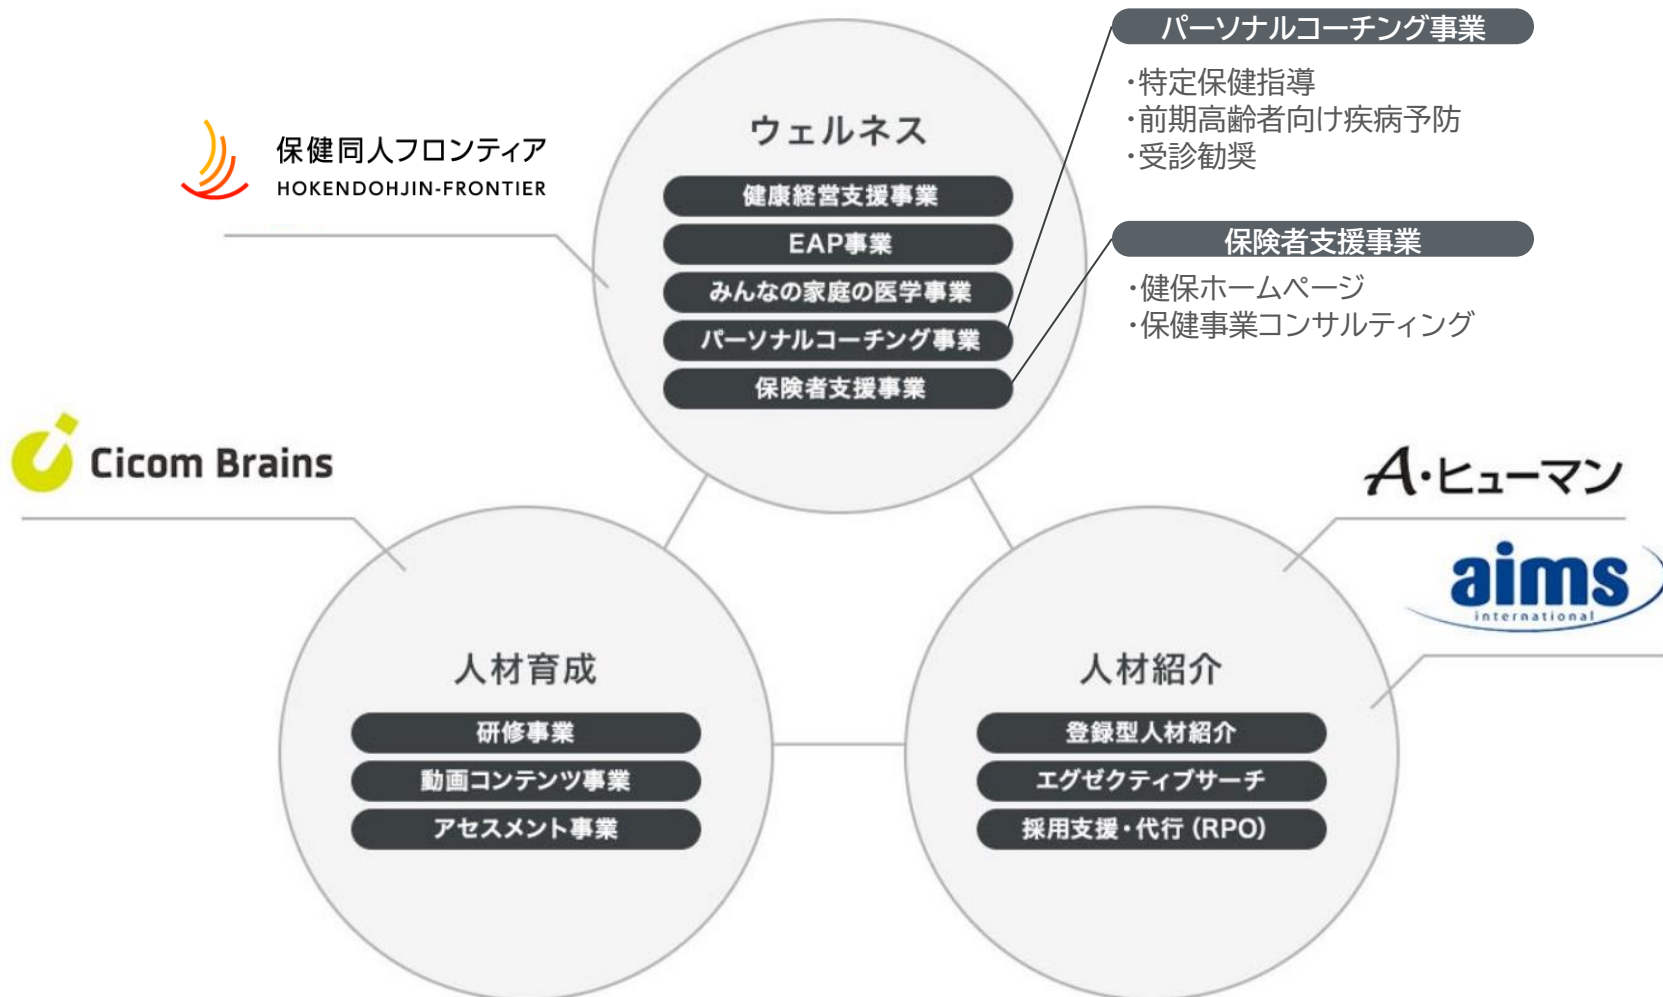 パーソナルコーチング事業
・特定保健指導
・前期高齢者向け疾病予防
・受診勧奨
保険者支援事業
・健保ホームページ
・保健事業コンサルティング
保健同人フロンティア
HOKENDOHJIN-FRONTIER
ウェルネス
健康経営支援事業
EAP事業
みんなの家庭の医学事業
パーソナルコーチング事業
保険者支援事業
Cicom Brains
人材育成
研修事業
動画コンテンツ事業
アセスメント事業
A・ヒューマン
aims
international
人材紹介
登録型人材紹介
エグゼクティブサーチ
採用支援・代行 (RPO)